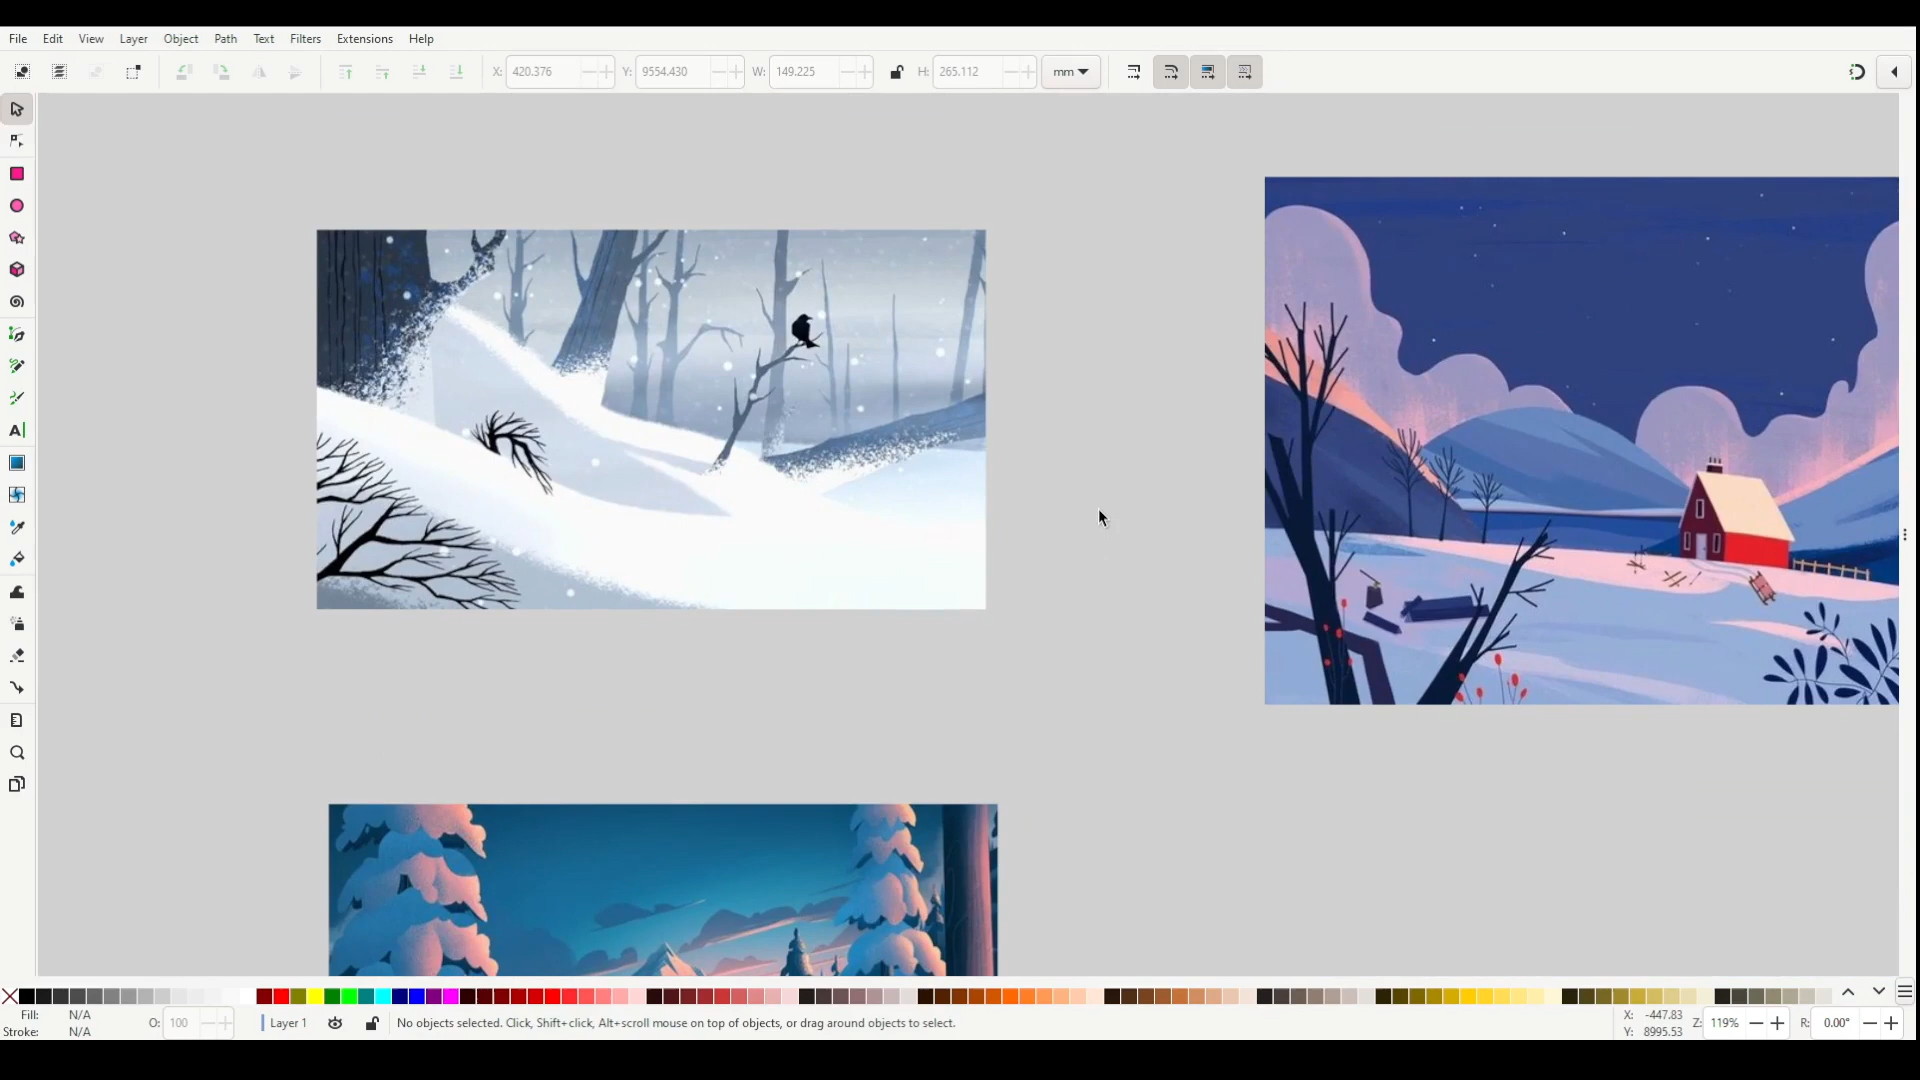 File Edit View Layer Object Path Text Filters Extensions Help
X: 420.376 Y: 9554.430 W: 149.225 H: 265.112 mm
A
Fill: N/A
Stroke: N/A
O: 100
Layer 1
No objects selected. Click, Shift+click, Alt+scroll mouse on top of objects, or drag around objects to select.
X: -447.83
Y: 8995.53
Z: 119%
R: 0.00°